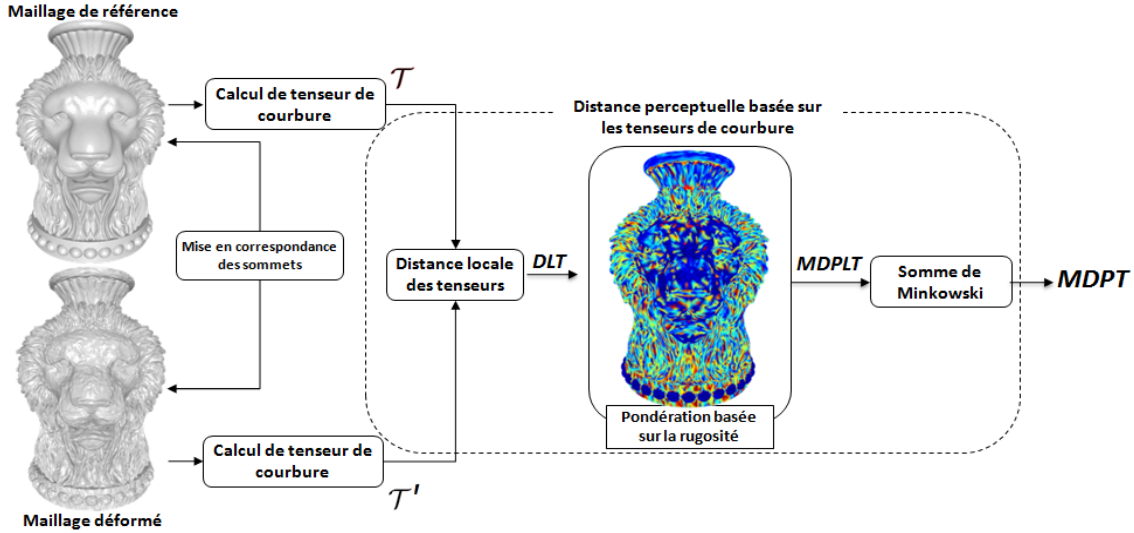 Maillage de référence
Calcul de tenseur de
courbure
𝒯
Distance perceptuelle basée sur
les tenseurs de courbure
Mise en correspondance
des sommets
Distance locale
des tenseurs
DLT
MDPLT
Somme de
Minkowski
MDPT
Pondération basée
sur la rugosité
Calcul de tenseur de
courbure
𝒯'
Maillage déformé